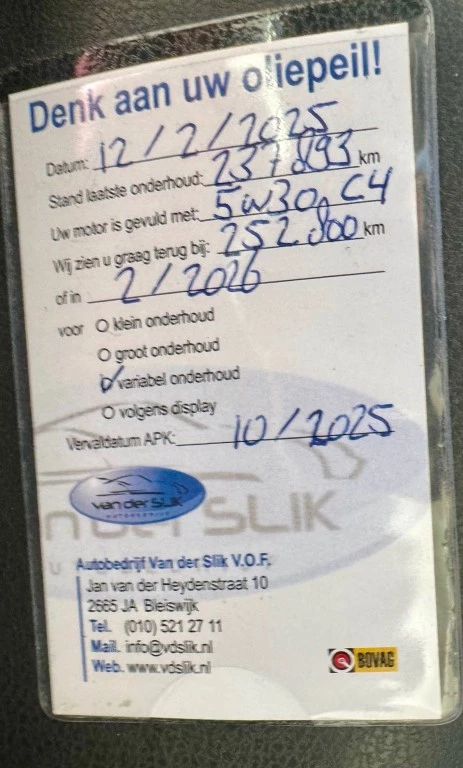 Denk aan uw oliepeil!
Datum: 12/2/2025
Stand laatste onderhoud: 237.893 km
Uw motor is gevuld met: 5w30, C4
Wij zien u graag terug bij: 252.800 km
of in 2/2026
voor O klein onderhoud
O groot onderhoud
O variabel onderhoud
O volgens display
Vervaldatum APK: 10/2025
van der SLIK
SLIK
Autobedrijf Van der Slik V.O.F.
Jan van der Heydenstraat 10
2665 JA Bleiswijk
Tel. (010) 521 27 11
Mail. info@vdslik.nl
Web. www.vdslik.nl
BOVAG